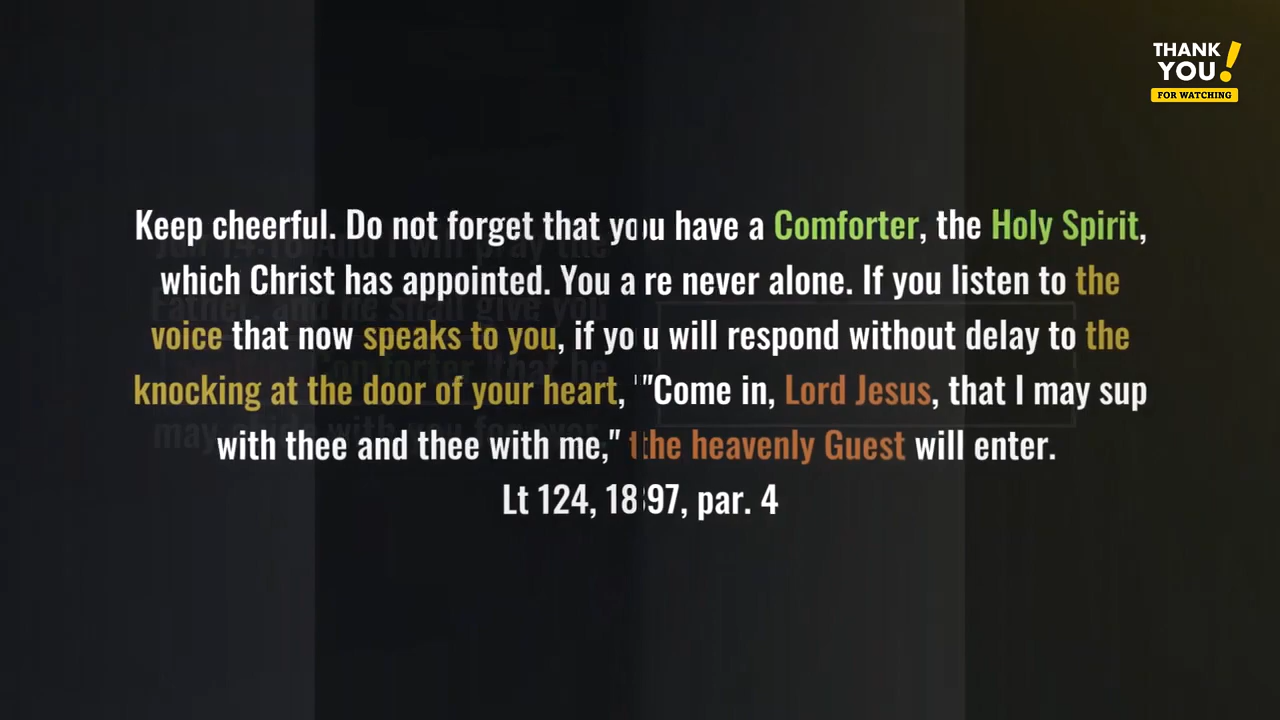 THANK
YOU!
FOR WATCHING
Keep cheerful. Do not forget that you have a Comforter, the Holy Spirit,
which Christ has appointed. You are never alone. If you listen to the
voice that now speaks to you, if you will respond without delay to the
knocking at the door of your heart, "Come in, Lord Jesus, that I may sup
with thee and thee with me," the heavenly Guest will enter.
Lt 124, 1897, par. 4